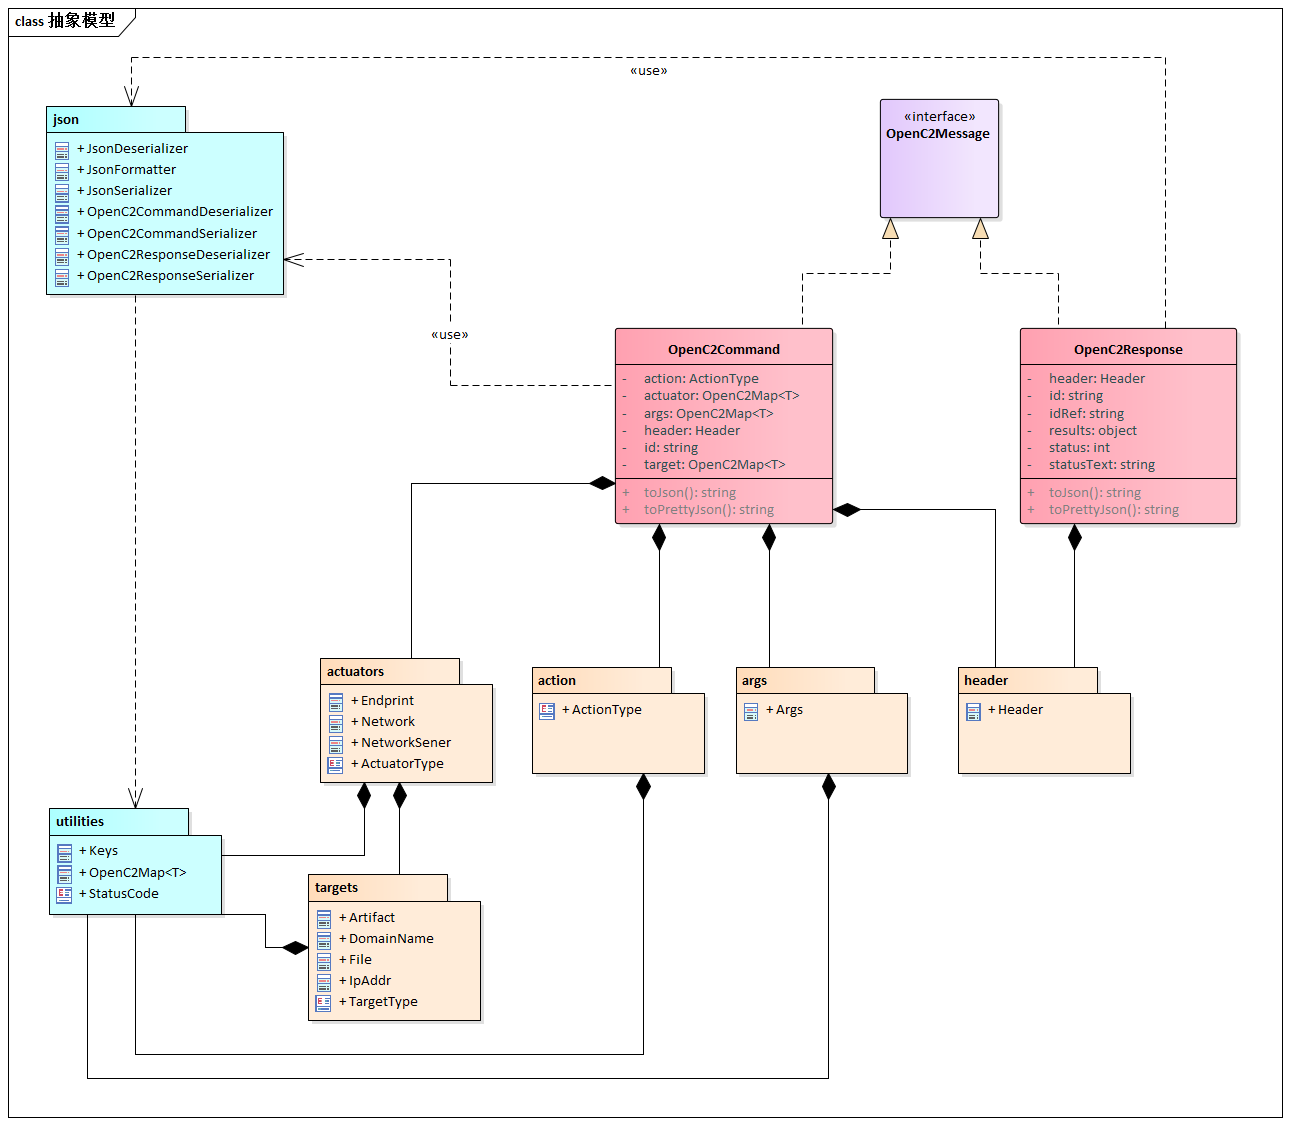 class 抽象模型
«use»
json
+ JsonDeserializer
+ JsonFormatter
+ JsonSerializer
+ OpenC2CommandDeserializer
+ OpenC2CommandSerializer
+ OpenC2ResponseDeserializer
+ OpenC2ResponseSerializer
«interface»
OpenC2Message
«use»
OpenC2Command
- action: ActionType
- actuator: OpenC2Map<T>
- args: OpenC2Map<T>
- header: Header
- id: string
- target: OpenC2Map<T>
+ toJson(): string
+ toPrettyJson(): string
OpenC2Response
- header: Header
- id: string
- idRef: string
- results: object
- status: int
- statusText: string
+ toJson(): string
+ toPrettyJson(): string
actuators
+ Endprint
+ Network
+ NetworkSener
+ ActuatorType
action
+ ActionType
args
+ Args
header
+ Header
utilities
+ Keys
+ OpenC2Map<T>
+ StatusCode
targets
+ Artifact
+ DomainName
+ File
+ IpAddr
+ TargetType